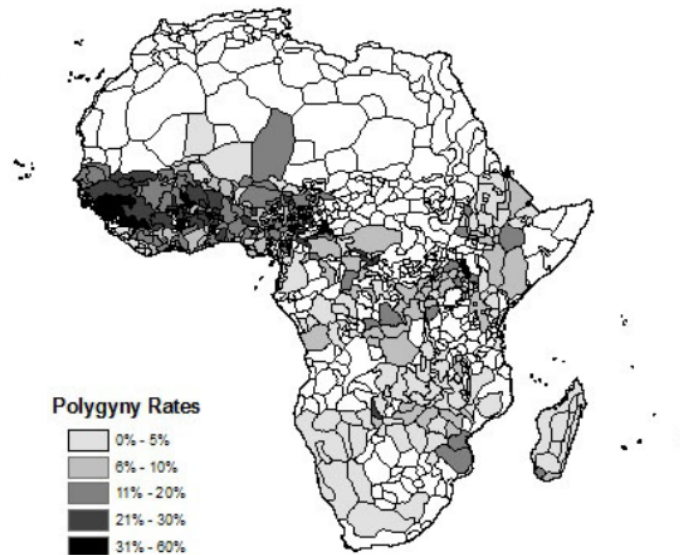 Polygyny Rates
0% - 5%
6% - 10%
11% - 20%
21% - 30%
31% - 60%